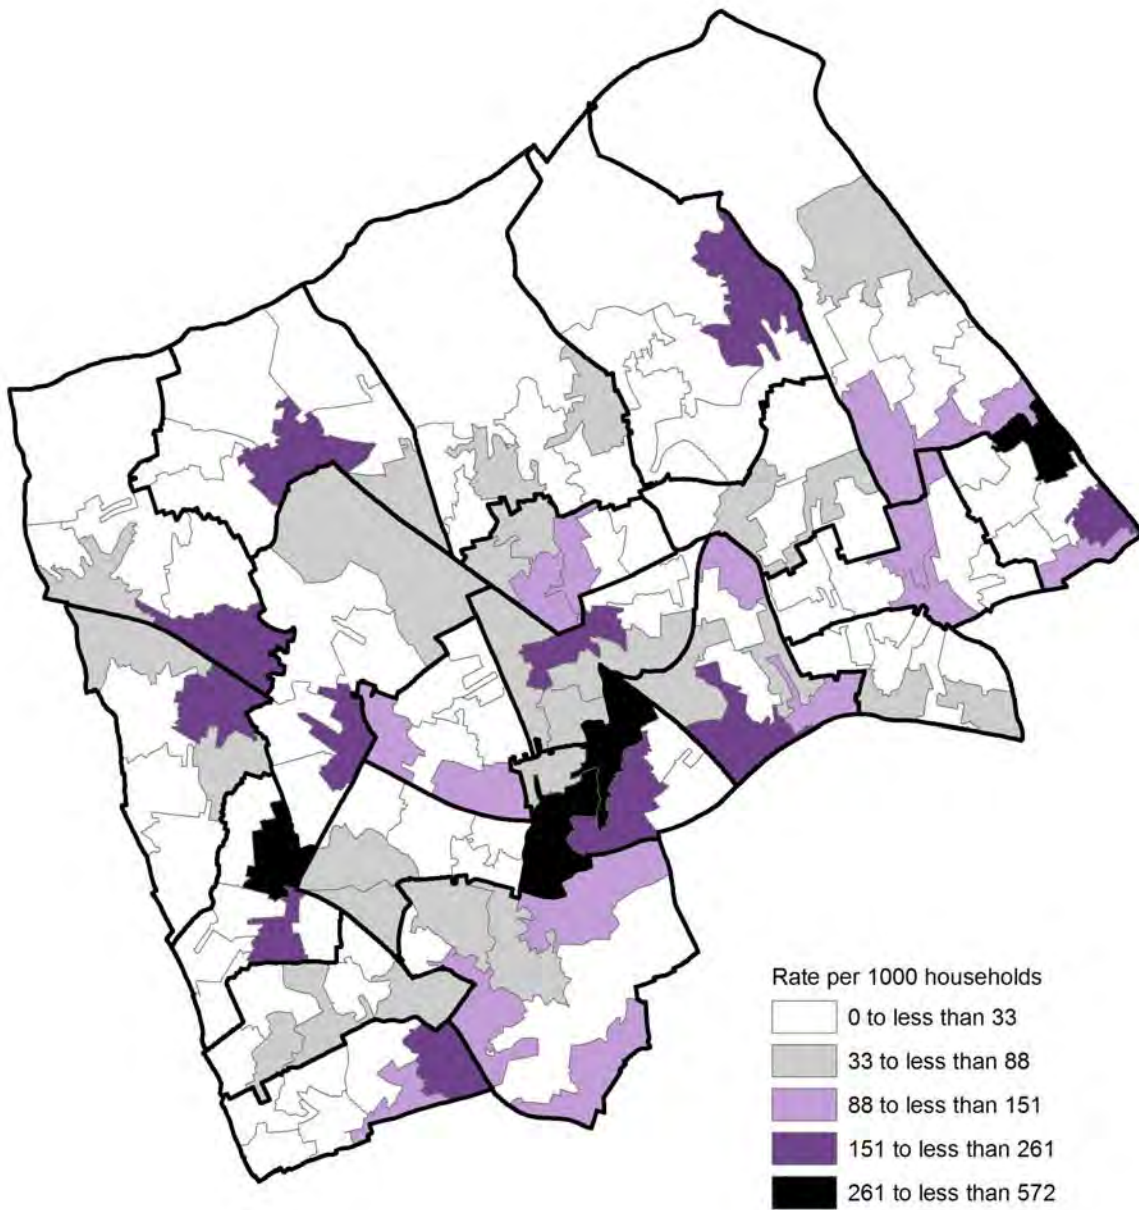 Rate per 1000 households
0 to less than 33
33 to less than 88
88 to less than 151
151 to less than 261
261 to less than 572